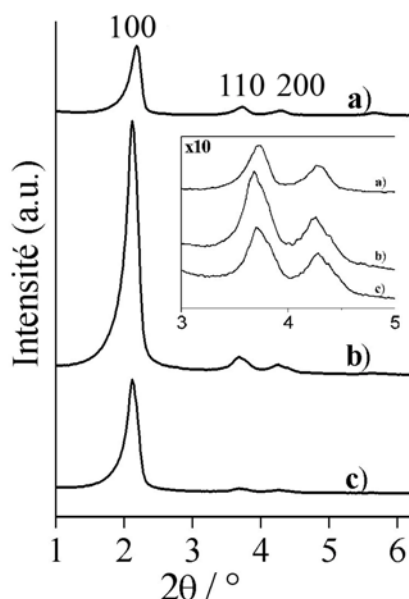 100
110 200
a)
x10
a)
b)
c)
3 4 5
b)
c)
Intensité (a.u.)
1 2 3 4 5 6
2θ / °